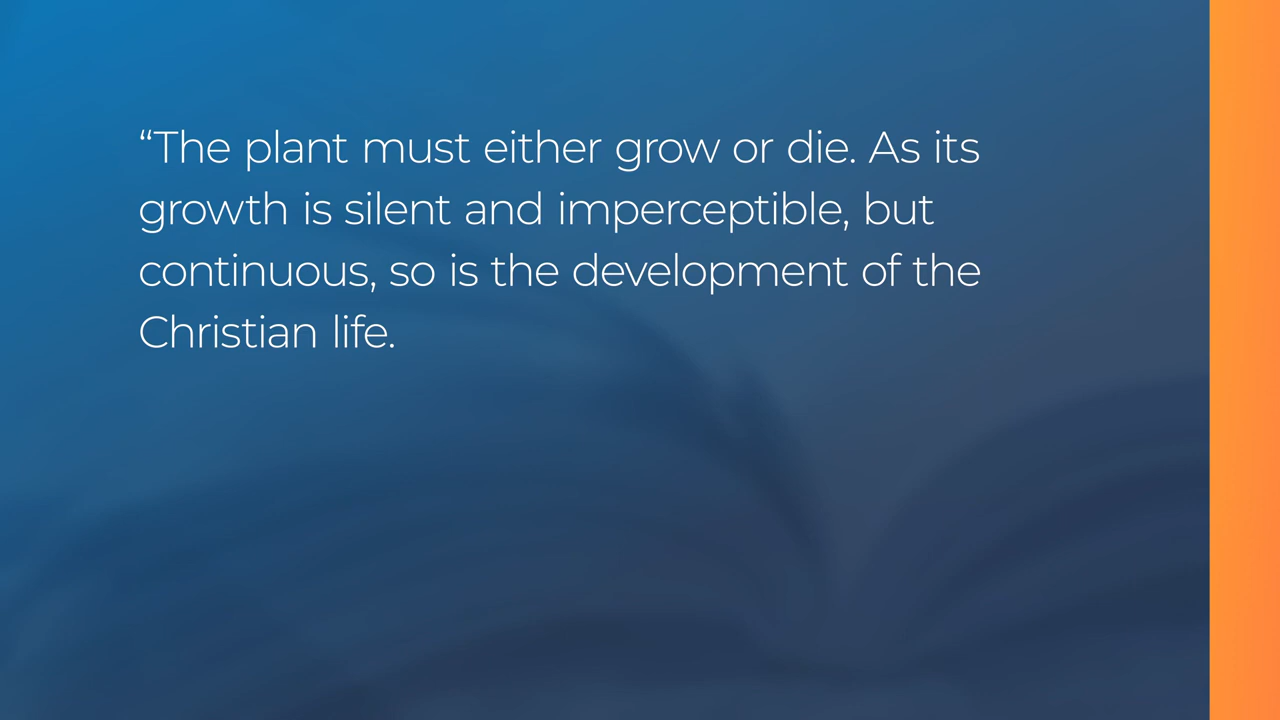 “The plant must either grow or die. As its
growth is silent and imperceptible, but
continuous, so is the development of the
Christian life.